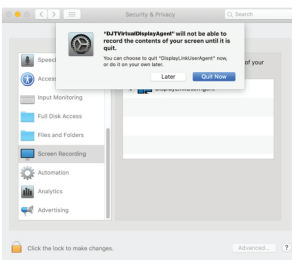 Security & Privacy
Search
"DJTVirtualDisplayAgent" will not be able to
record the contents of your screen until it is
quit.
You can choose to quit "DisplayLinkUserAgent" now,
or do it on your own later.
Later
Quit Now
of your
Speech
Access
Input Monitoring
Full Disk Access
Files and Folders
Screen Recording
Automation
Analytics
Advertising
DisplayLinkUserAgent
Click the lock to make changes.
Advanced...
?